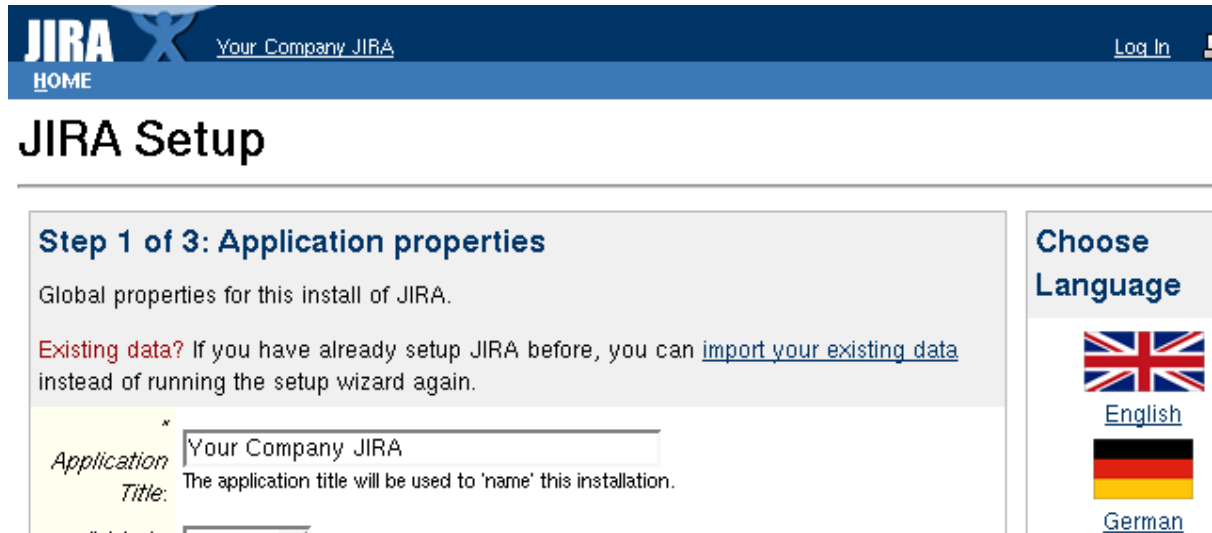 JIRA
Your Company JIRA
Log In
HOME
JIRA Setup
Step 1 of 3: Application properties
Global properties for this install of JIRA.
Existing data? If you have already setup JIRA before, you can import your existing data
instead of running the setup wizard again.
*
Application
Title:
Your Company JIRA
The application title will be used to 'name' this installation.
Choose
Language
English
German